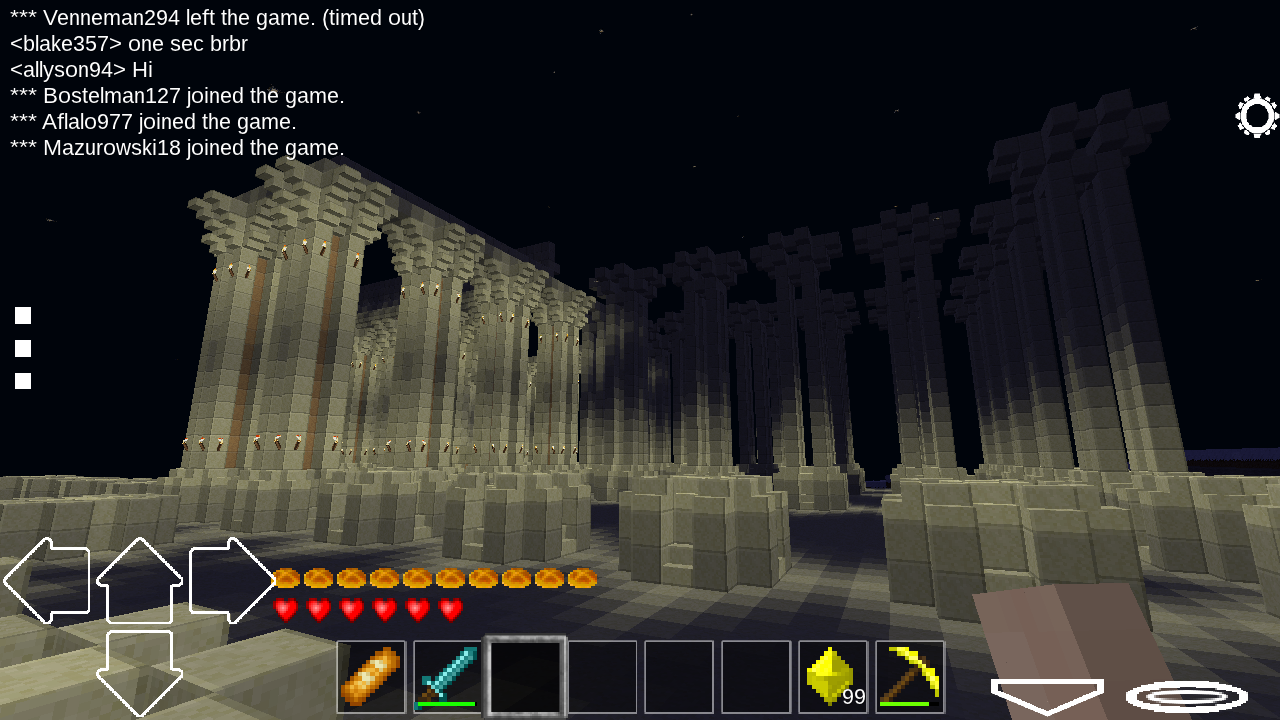 *** Venneman294 left the game. (timed out)
<blake357> one sec brbr
<allyson94> Hi
*** Bostelman127 joined the game.
*** Aflalo977 joined the game.
*** Mazurowski18 joined the game.
99